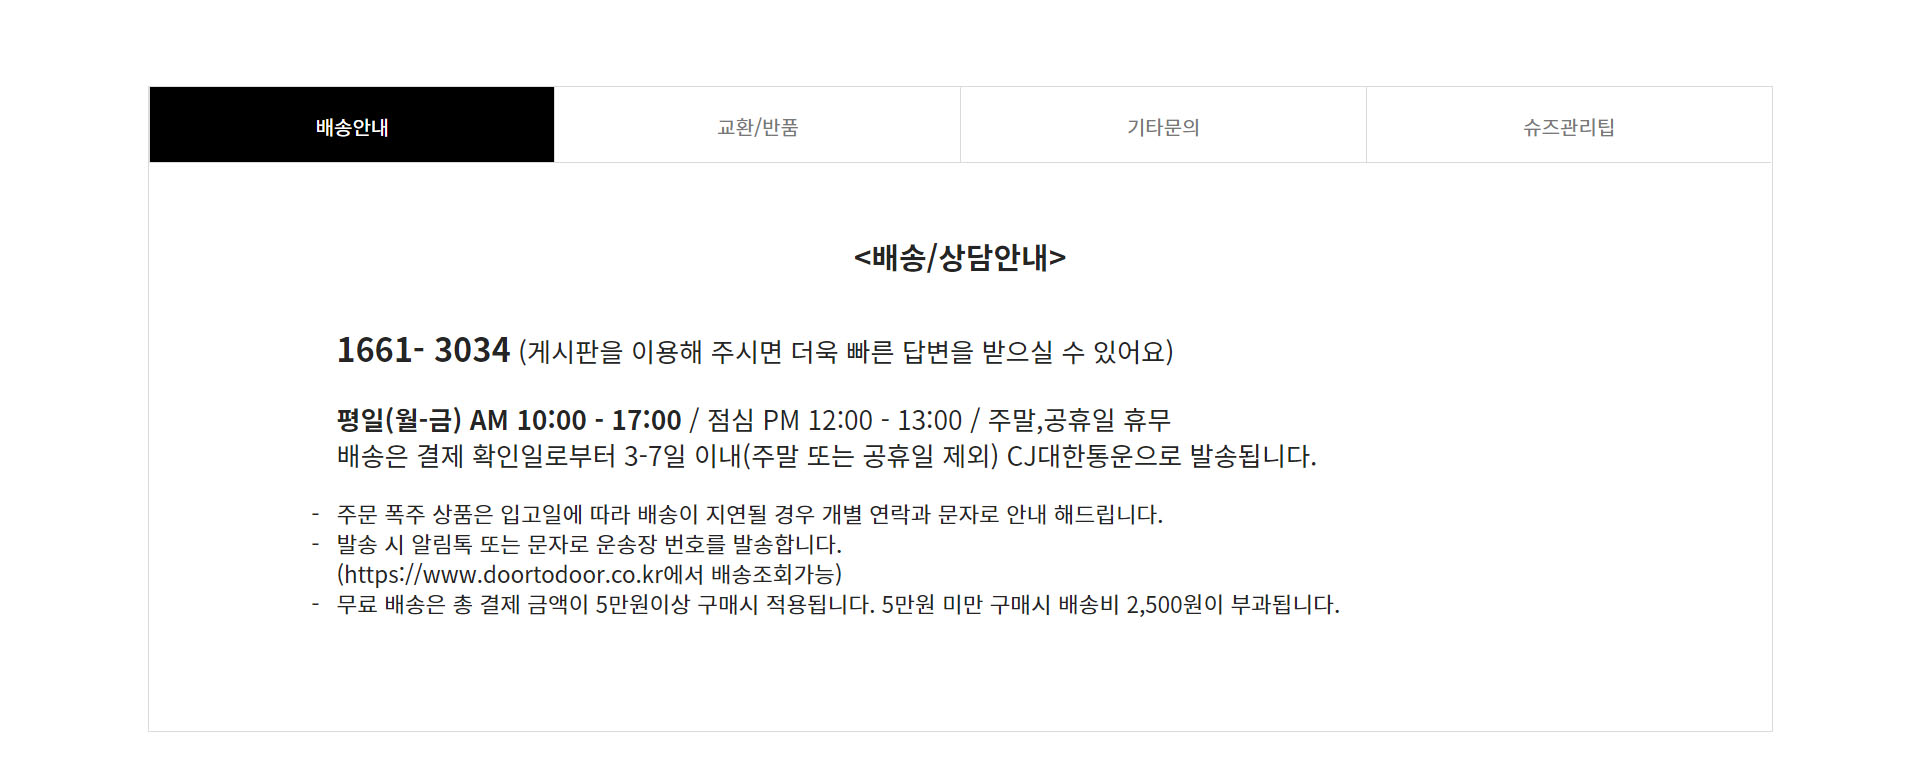 배송안내
교환/반품
기타문의
슈즈관리팁
<배송/상담안내>
1661- 3034 (게시판을 이용해 주시면 더욱 빠른 답변을 받으실 수 있어요)
평일(월-금) AM 10:00 - 17:00 / 점심 PM 12:00 - 13:00 / 주말,공휴일 휴무
배송은 결제 확인일로부터 3-7일 이내(주말 또는 공휴일 제외) CJ대한통운으로 발송됩니다.
- 주문 폭주 상품은 입고일에 따라 배송이 지연될 경우 개별 연락과 문자로 안내 해드립니다.
- 발송 시 알림톡 또는 문자로 운송장 번호를 발송합니다.
(https://www.doortodoor.co.kr에서 배송조회가능)
- 무료 배송은 총 결제 금액이 5만원이상 구매시 적용됩니다. 5만원 미만 구매시 배송비 2,500원이 부과됩니다.